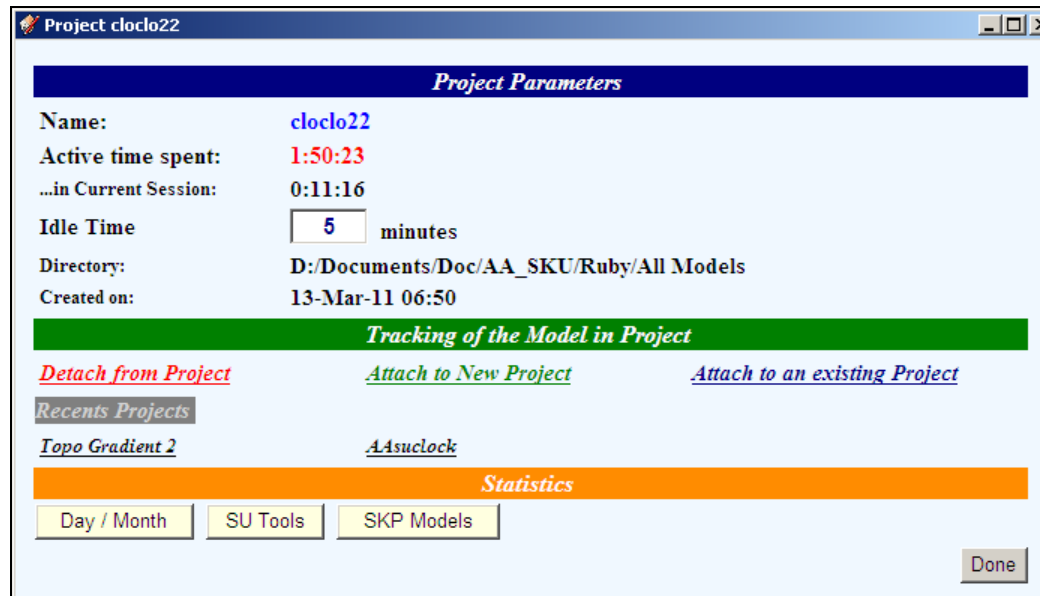 Project cloclo22
Project Parameters
Name: cloclo22
Active time spent: 1:50:23
...in Current Session: 0:11:16
Idle Time 5 minutes
Directory: D:/Documents/Doc/AA_SKU/Ruby/All Models
Created on: 13-Mar-11 06:50
Tracking of the Model in Project
Detach from Project Attach to New Project Attach to an existing Project
Recents Projects
Topo Gradient 2 AAsuclock
Statistics
Day / Month SU Tools SKP Models
Done